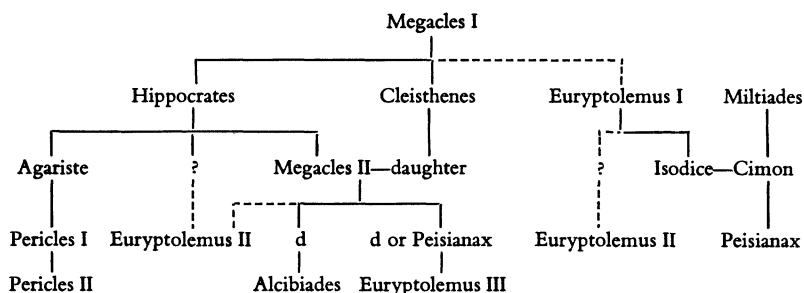 Megacles I
Hippocrates Cleisthenes Euryptolemus I Miltiades
Agariste ? Megacles II—daughter ? Isodice—Cimon
Pericles I Euryptolemus II d d or Peisianax Euryptolemus II Peisianax
Pericles II Alcibiades Euryptolemus III